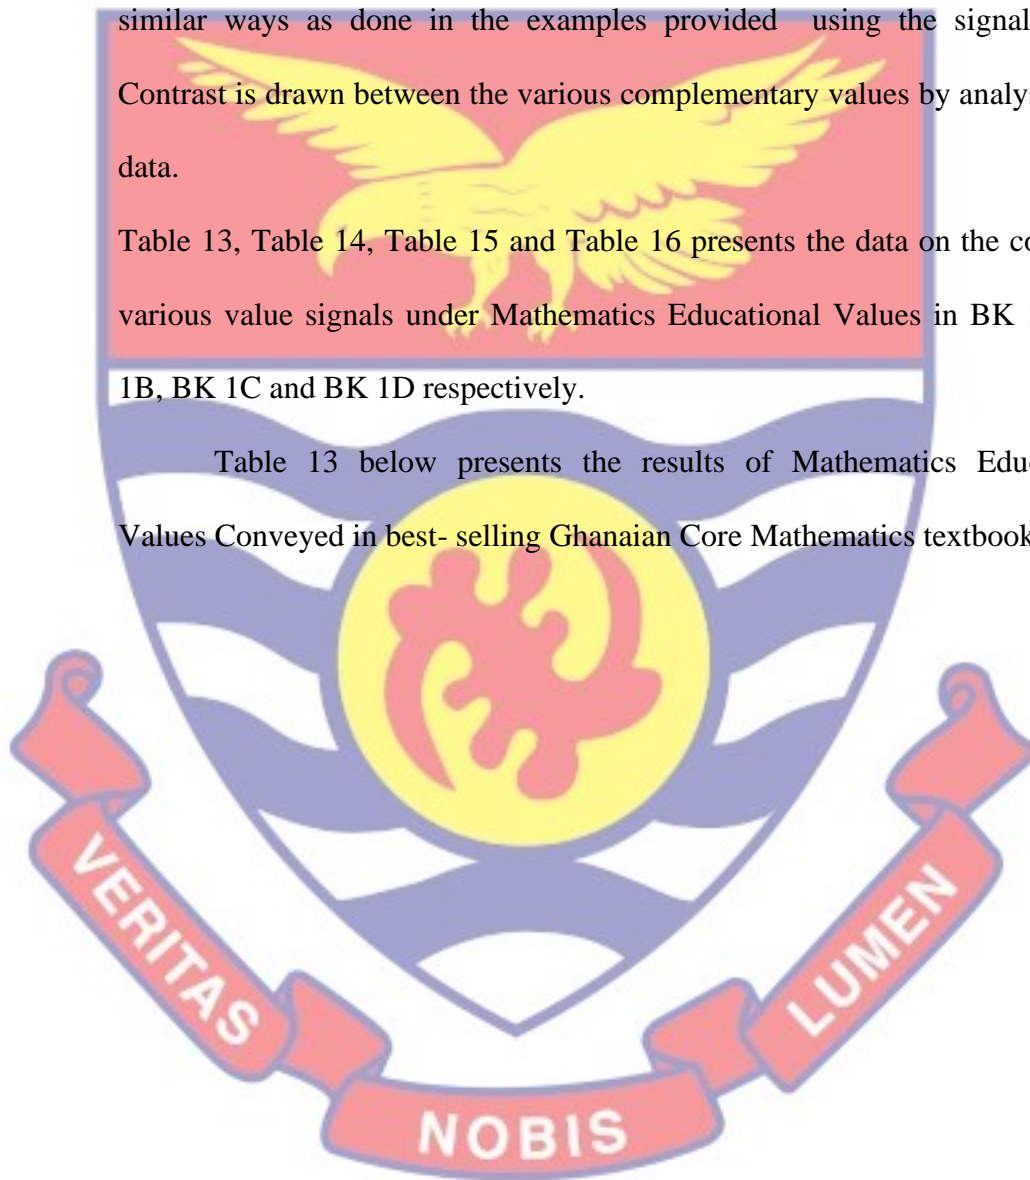 similar ways as done in the examples provided using the signal
Contrast is drawn between the various complementary values by analys
data.
Table 13, Table 14, Table 15 and Table 16 presents the data on the co
various value signals under Mathematics Educational Values in BK
1B, BK 1C and BK 1D respectively.
Table 13 below presents the results of Mathematics Edu
Values Conveyed in best- selling Ghanaian Core Mathematics textbook
VERITAS
NOBIS
LUMEN